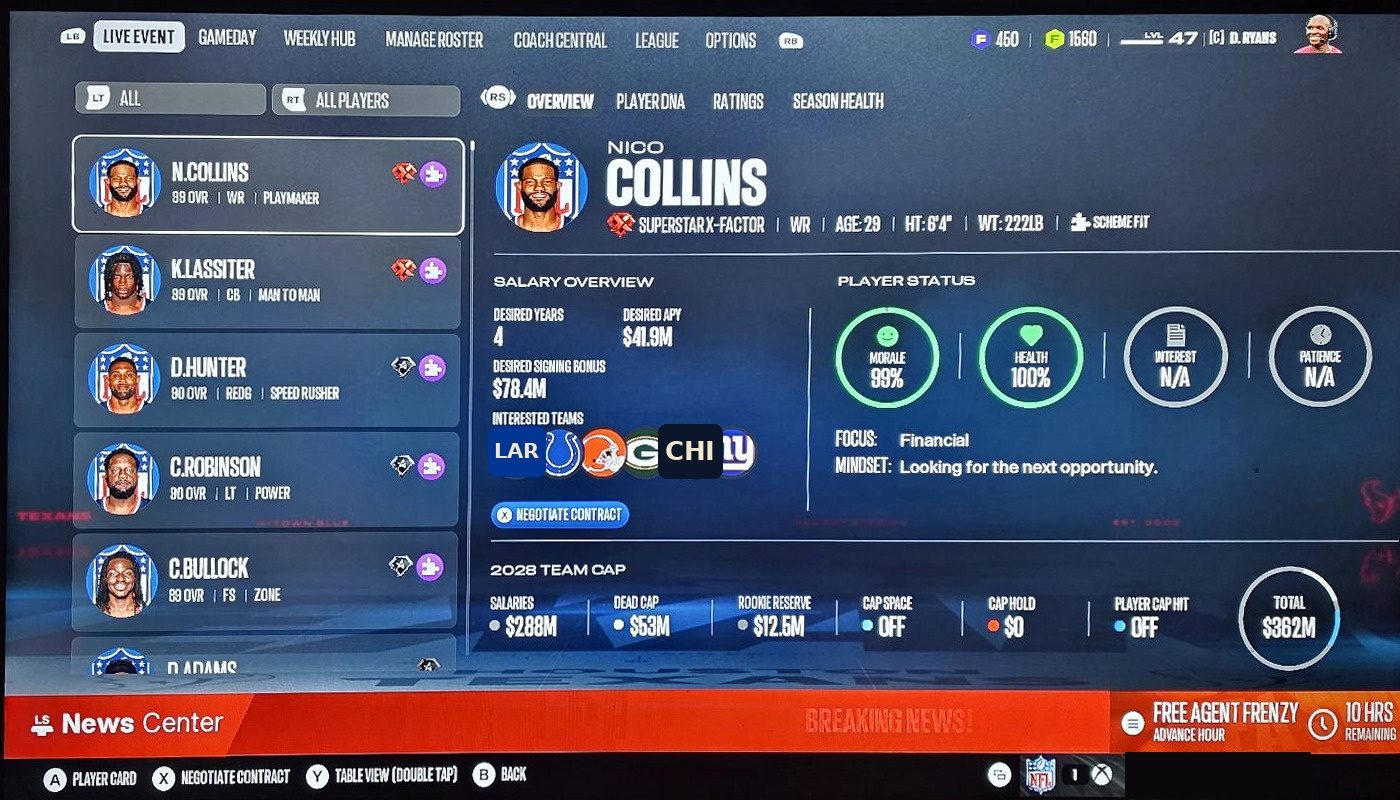 LB LIVE EVENT GAMEDAY WEEKLY HUB MANAGE ROSTER COACH CENTRAL LEAGUE OPTIONS RB F 450 F 1560 LVL 47 [C] D. RYANS
LT ALL RT ALL PLAYERS
RS OVERVIEW PLAYER DNA RATINGS SEASON HEALTH
N.COLLINS
99 OVR | WR | PLAYMAKER
K.LASSITER
99 OVR | CB | MAN TO MAN
D.HUNTER
90 OVR | REDG | SPEED RUSHER
C.ROBINSON
90 OVR | LT | POWER
C.BULLOCK
89 OVR | FS | ZONE
D.ADAMS
NICO
COLLINS
SUPERSTAR X-FACTOR | WR | AGE: 29 | HT: 6'4" | WT: 222LB | SCHEME FIT
SALARY OVERVIEW
DESIRED YEARS DESIRED APY
4 $41.9M
DESIRED SIGNING BONUS
$78.4M
INTERESTED TEAMS
LAR G CHI ny
X NEGOTIATE CONTRACT
PLAYER STATUS
MORALE HEALTH INTEREST PATIENCE
99% 100% N/A N/A
FOCUS: Financial
MINDSET: Looking for the next opportunity.
TEXANS H-TOWN BLUE EST. 2002
2028 TEAM CAP
SALARIES DEAD CAP ROOKIE RESERVE CAP SPACE CAP HOLD PLAYER CAP HIT TOTAL
$288M $53M $12.5M OFF $0 OFF $362M
TEXANS
LS News Center BREAKING NEWS!
FREE AGENT FRENZY
ADVANCE HOUR
10 HRS
REMAINING
A PLAYER CARD X NEGOTIATE CONTRACT Y TABLE VIEW (DOUBLE TAP) B BACK NFL 1